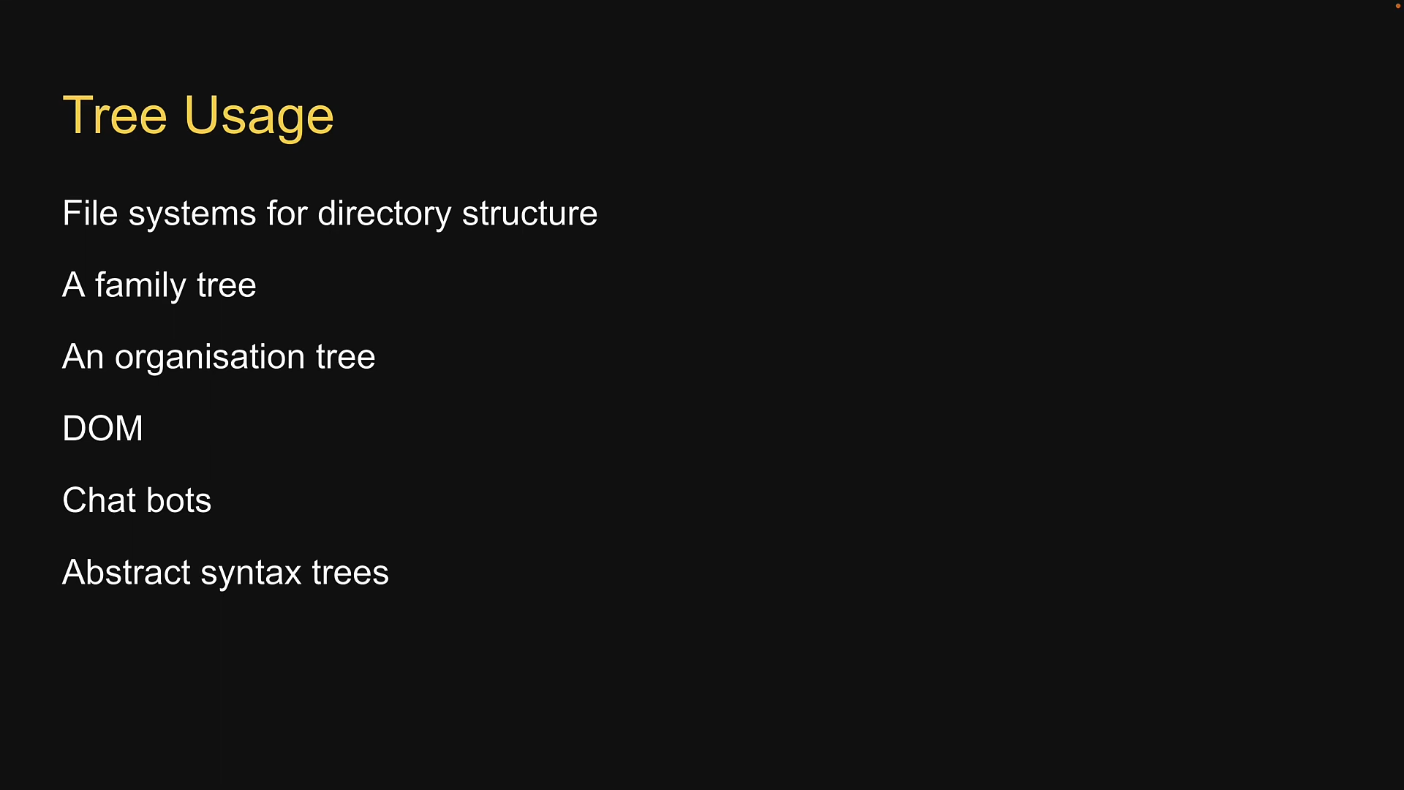 Tree Usage
File systems for directory structure
A family tree
An organisation tree
DOM
Chat bots
Abstract syntax trees